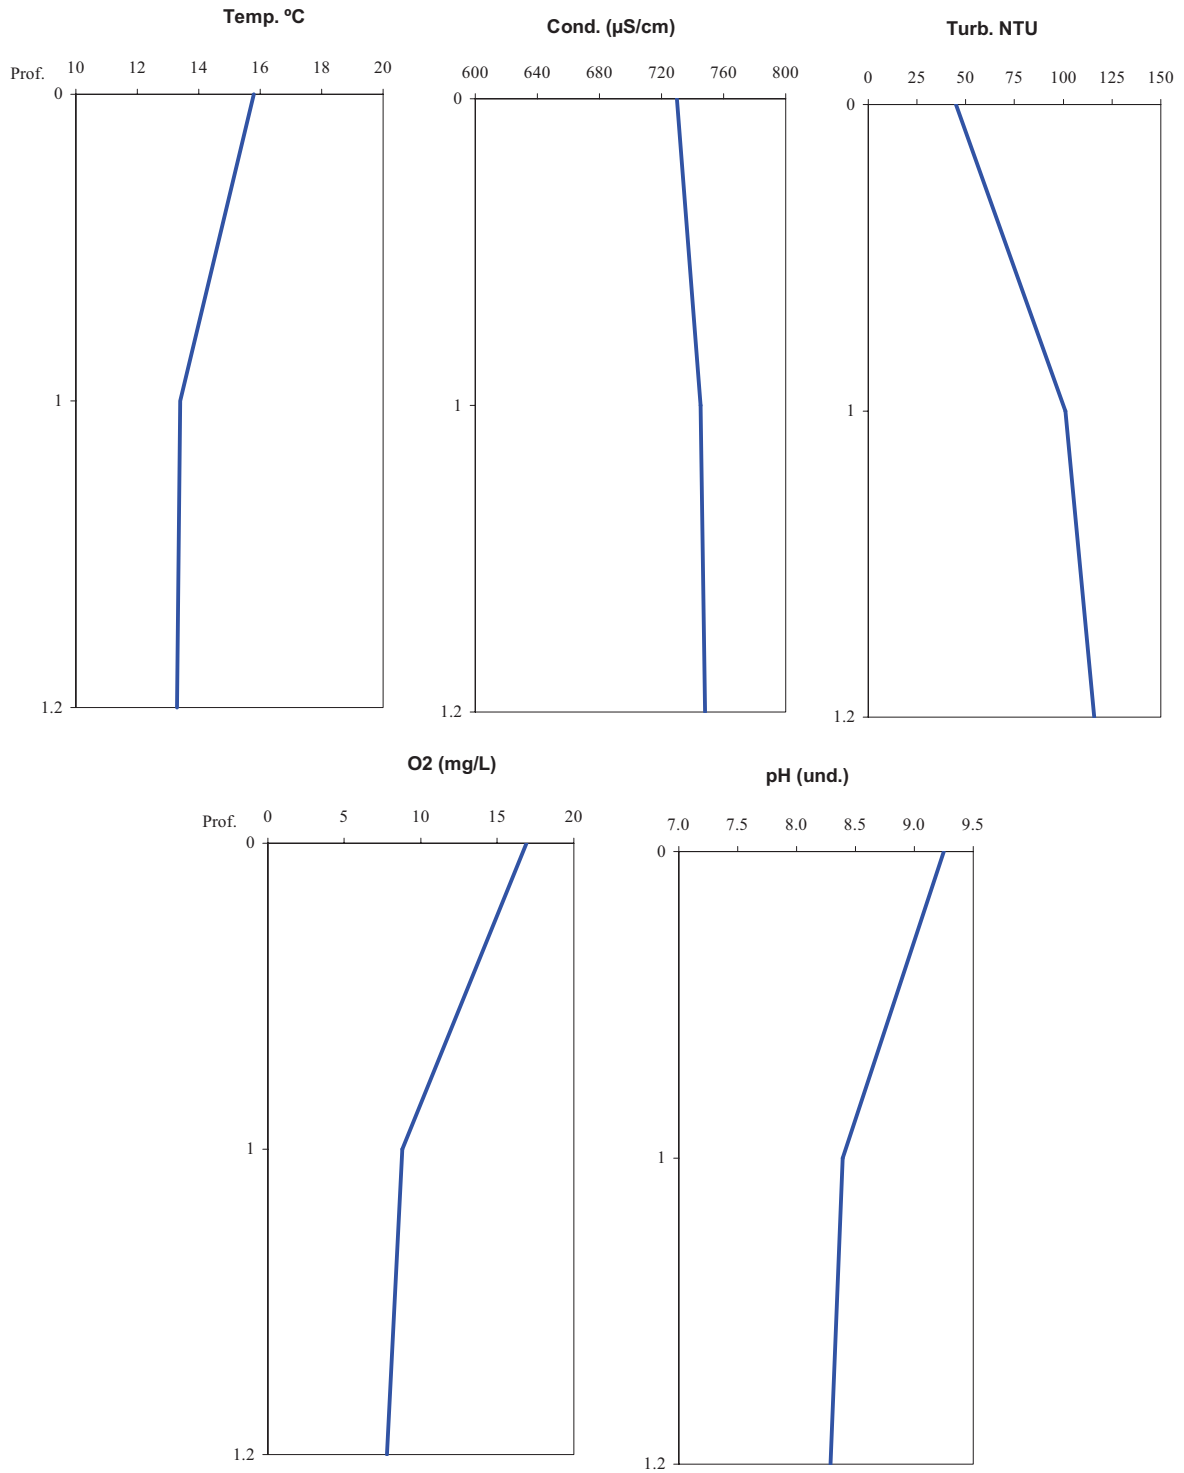 Temp. ºC
Prof. 10 12 14 16 18 20
0
1
1.2
Cond. (µS/cm)
600 640 680 720 760 800
0
1
1.2
Turb. NTU
0 25 50 75 100 125 150
0
1
1.2
O2 (mg/L)
Prof. 0 5 10 15 20
0
1
1.2
pH (und.)
7.0 7.5 8.0 8.5 9.0 9.5
0
1
1.2